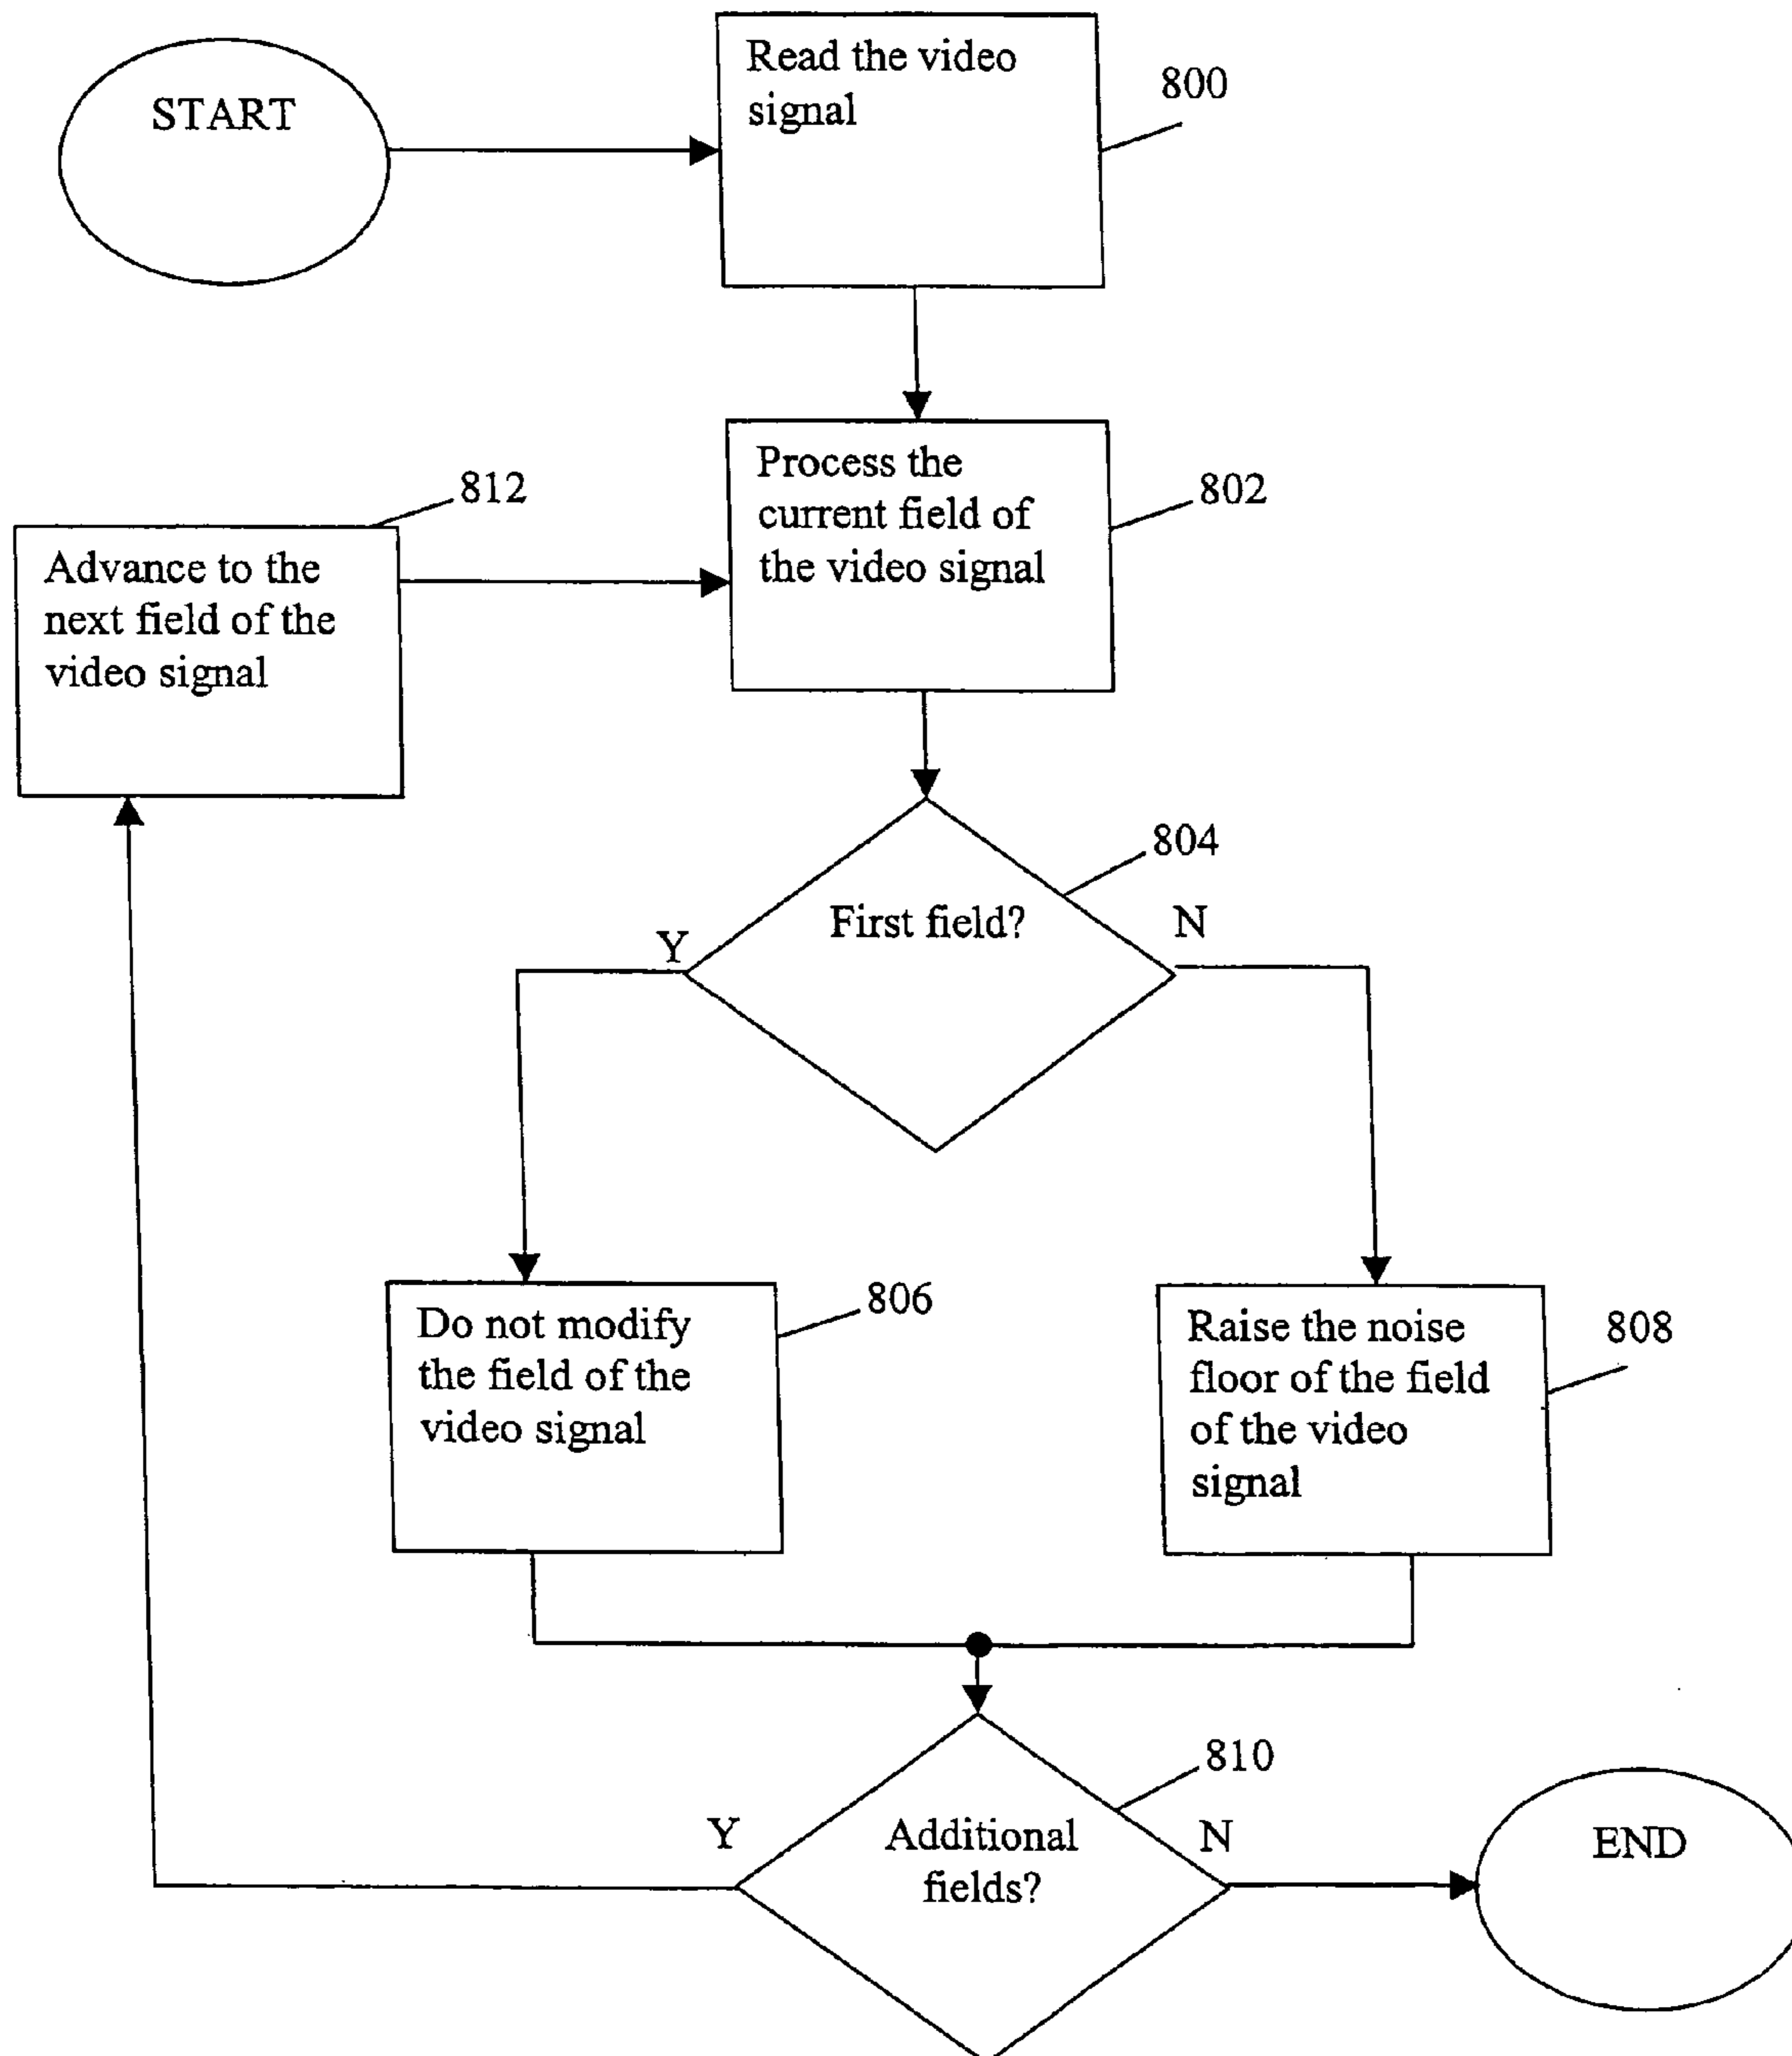 START
Read the video
signal
800
Process the
current field of
the video signal
802
812
Advance to the
next field of the
video signal
804
First field?
Y
N
Do not modify
the field of the
video signal
806
Raise the noise
floor of the field
of the video
signal
808
810
Additional
fields?
Y
N
END